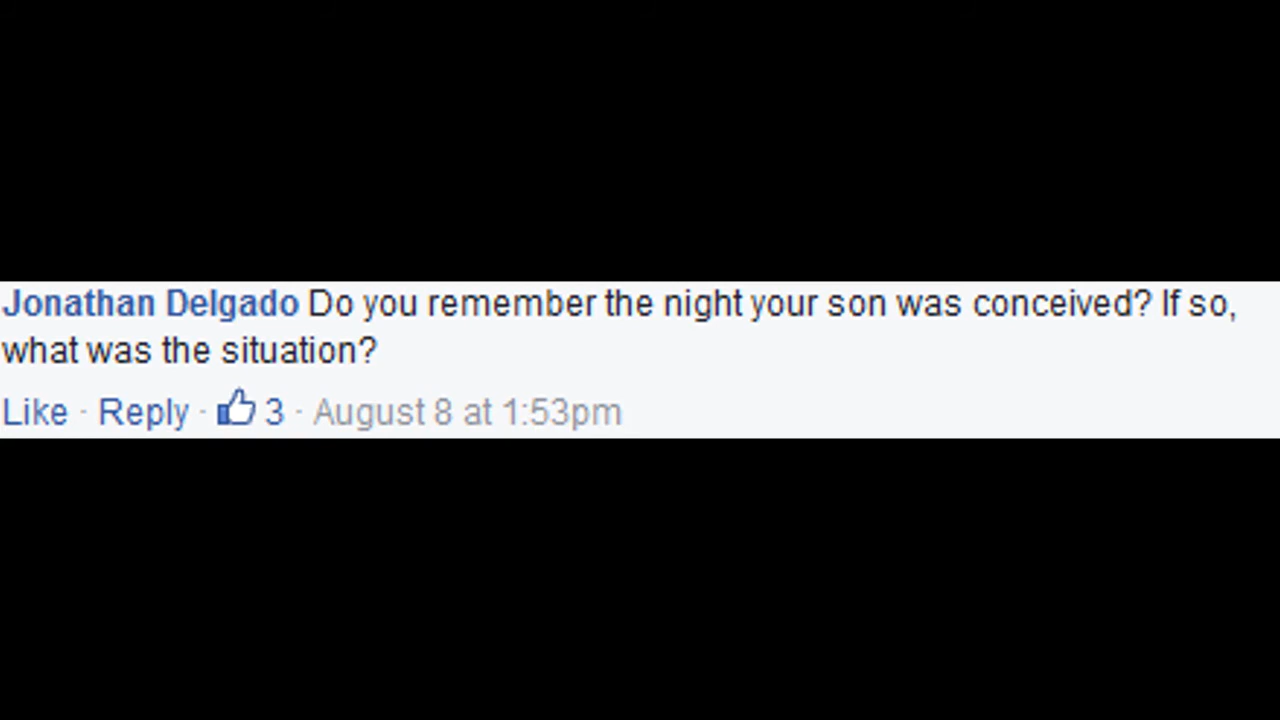 Jonathan Delgado Do you remember the night your son was conceived? If so,
what was the situation?
Like · Reply · 3 · August 8 at 1:53pm